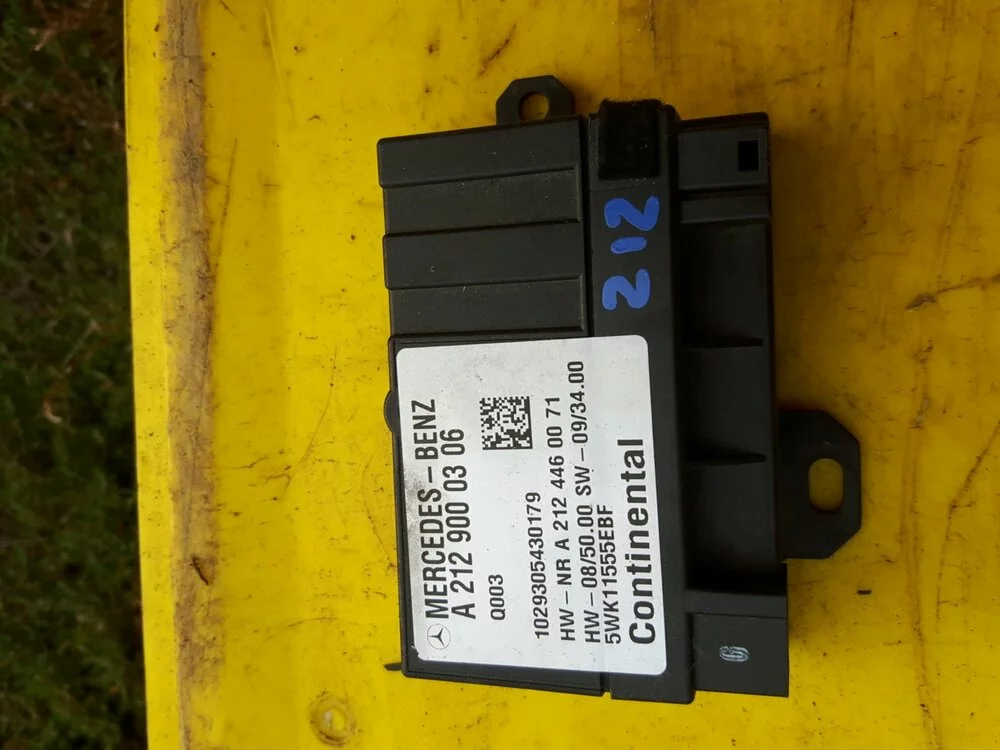 MERCEDES-BENZ
A 212 900 03 06
Q003
1029305430179
HW-NR A 212 446 00 71
HW-08/50.00 SW-09/34.00
5WK11555EBF
Continental
212
6